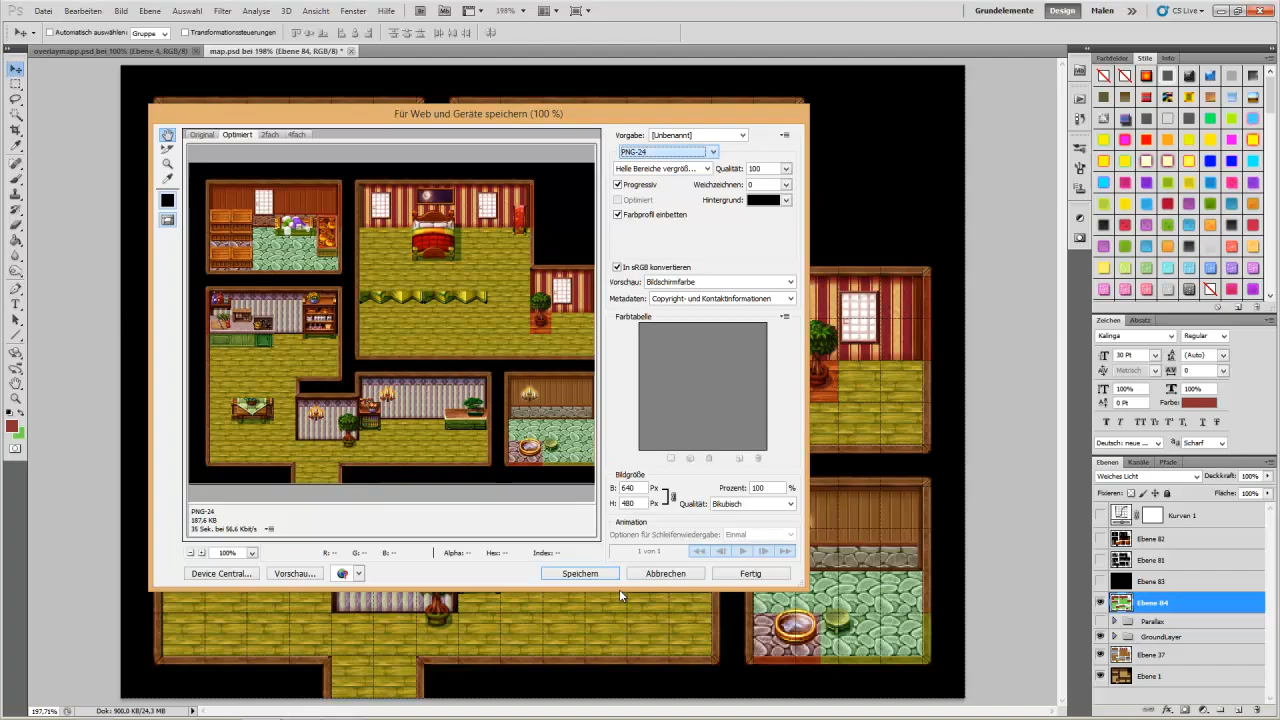 Datei Bearbeiten Bild Ebene Auswahl Filter Analyse 3D Ansicht Fenster Hilfe 198% Grundelemente Design Malen CS Live
Automatisch auswählen: Gruppe Transformationssteuerungen
overlaymapp.psd bei 100% (Ebene 4, RGB/8) map.psd bei 198% (Ebene 84, RGB/8) *
Für Web und Geräte speichern (100 %)
Original Optimiert 2fach 4fach
Vorgabe: [Unbenannt]
PNG-24
Helle Bereiche vergröß... Qualität: 100
Progressiv Weichzeichnen: 0
Optimiert Hintergrund:
Farbprofil einbetten
In sRGB konvertieren
Vorschau: Bildschirmfarbe
Metadaten: Copyright- und Kontaktinformationen
Farbtabelle
Bildgröße
B: 640 Px Prozent: 100 %
H: 480 Px Qualität: Bikubisch
Animation
Optionen für Schleifenwiedergabe: Einmal
1 von 1
PNG-24
187,6 KB
35 Sek. bei 56,6 Kbit/s
100% R: -- G: -- B: -- Alpha: -- Hex: -- Index: --
Device Central... Vorschau... Speichern Abbrechen Fertig
Farbfelder Stile Info
Zeichen Absatz
Kalinga Regular
30 Pt (Auto)
Metrisch 0
100% 100%
0 Pt Farbe:
Deutsch: neue ... Scharf
Ebenen Kanäle Pfade
Weiches Licht Deckkraft: 100%
Fixieren: Fläche: 100%
Kurven 1
Ebene 82
Ebene 81
Ebene 83
Ebene 84
Parallax
GroundLayer
Ebene 37
Ebene 1
197,71% Dok: 900,0 KB/24,3 MB